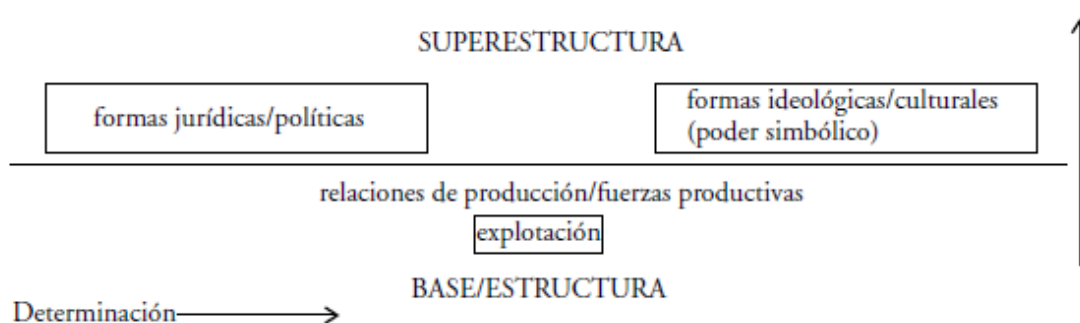 SUPERESTRUCTURA
formas jurídicas/políticas
formas ideológicas/culturales
(poder simbólico)
relaciones de producción/fuerzas productivas
explotación
BASE/ESTRUCTURA
Determinación